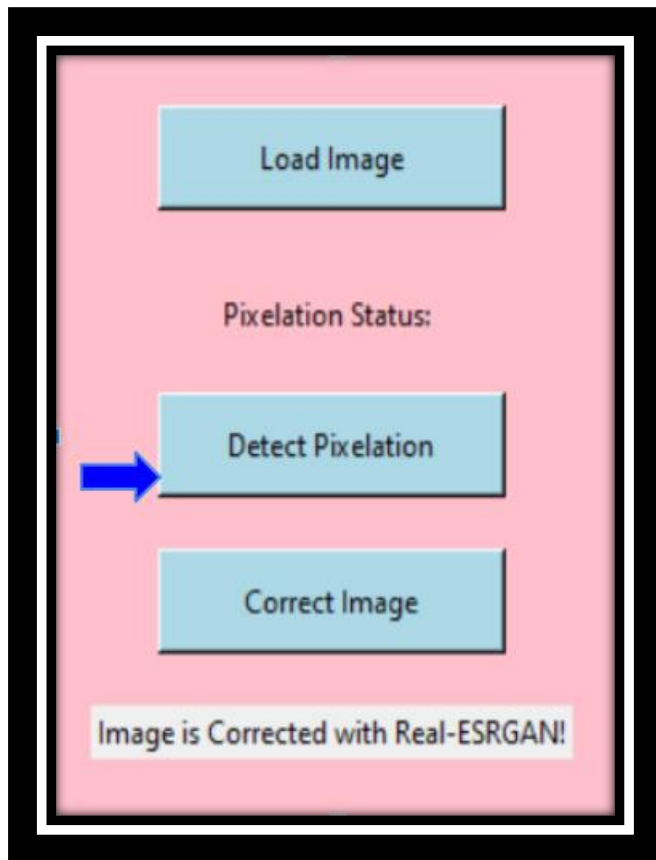 Load Image
Pixelation Status:
Detect Pixelation
Correct Image
Image is Corrected with Real-ESRGAN!